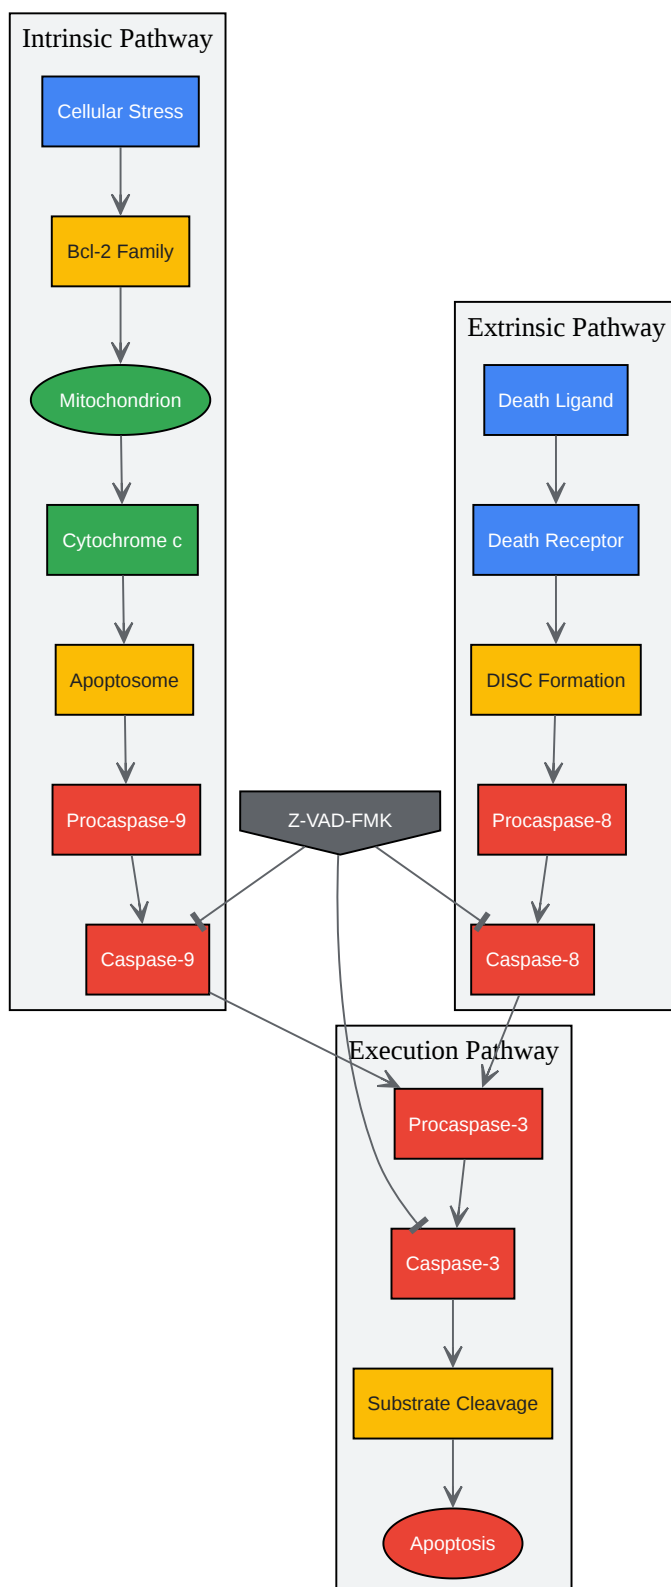 Intrinsic Pathway
Cellular Stress
Bcl-2 Family
Mitochondrion
Cytochrome c
Apoptosome
Procaspase-9
Caspase-9
Z-VAD-FMK
Extrinsic Pathway
Death Ligand
Death Receptor
DISC Formation
Procaspase-8
Caspase-8
Execution Pathway
Procaspase-3
Caspase-3
Substrate Cleavage
Apoptosis